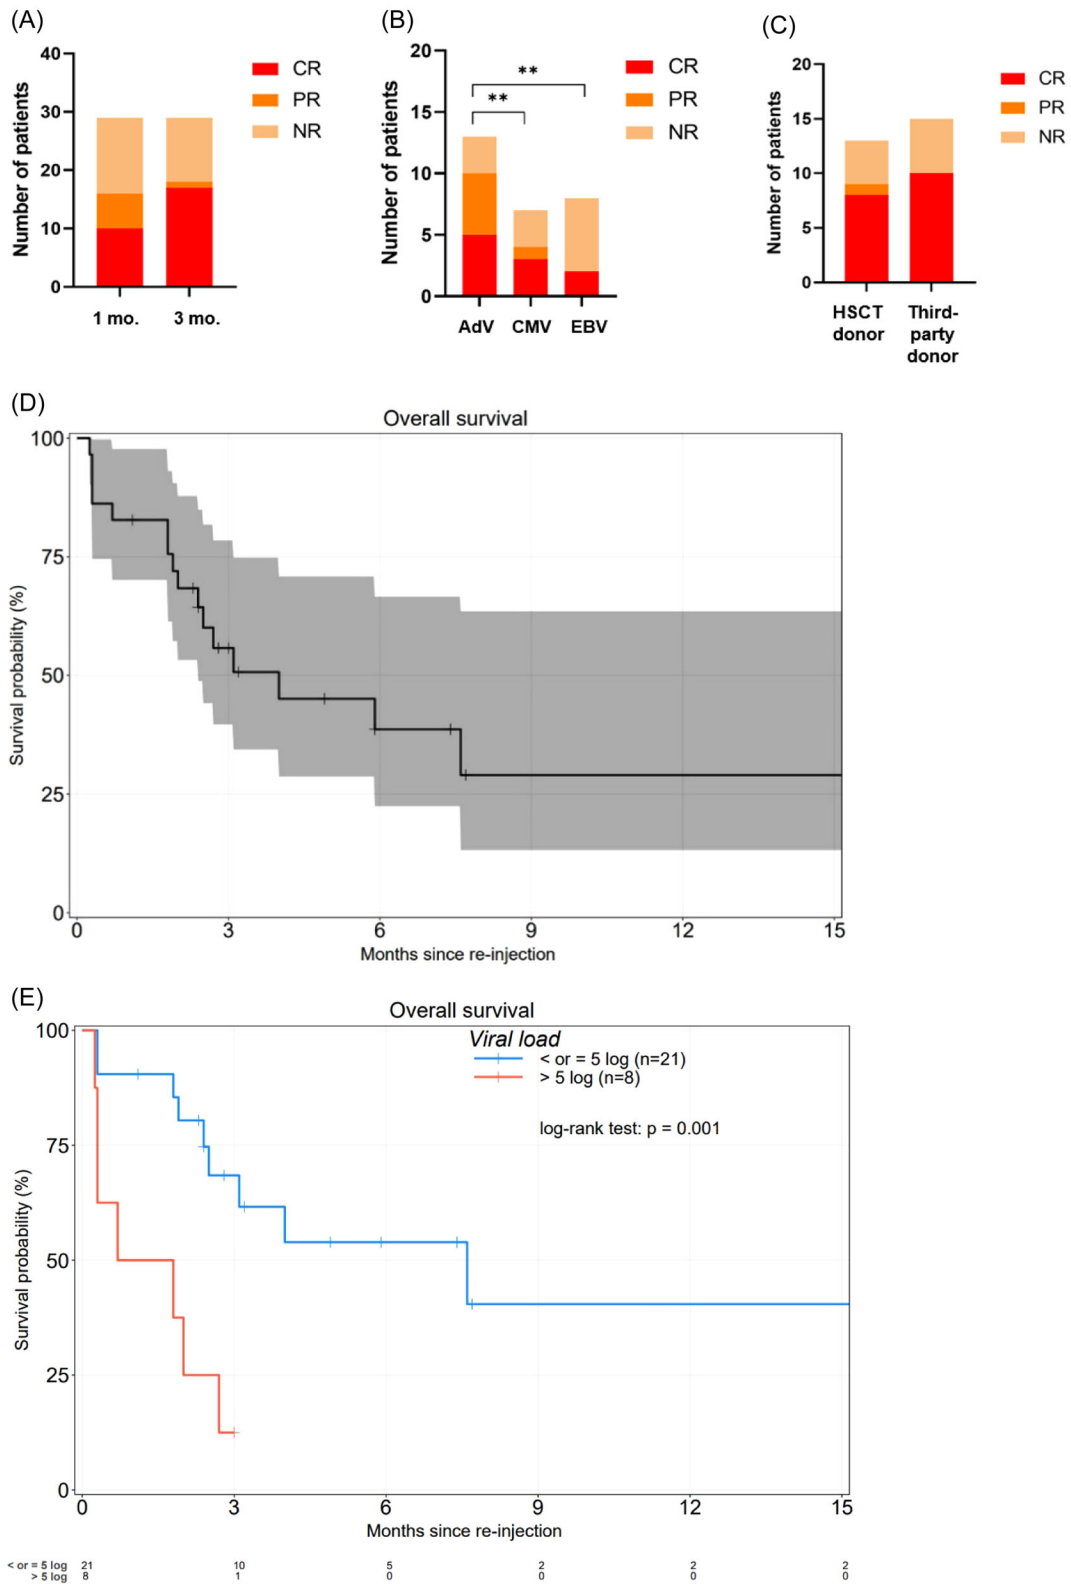 (A)
Number of patients
40
30
20
10
0
1 mo.
3 mo.
CR
PR
NR
(B)
Number of patients
20
15
10
5
0
**
**
AdV
CMV
EBV
CR
PR
NR
(C)
Number of patients
20
15
10
5
0
HSCT
donor
Third-
party
donor
CR
PR
NR
(D)
Overall survival
Survival probability (%)
100
75
50
25
0
0 3 6 9 12 15
Months since re-injection
(E)
Overall survival
Viral load
< or = 5 log (n=21)
> 5 log (n=8)
log-rank test: p = 0.001
Survival probability (%)
100
75
50
25
0
0 3 6 9 12 15
Months since re-injection
< or = 5 log 21 10 5 2 2 2
> 5 log 8 1 0 0 0 0